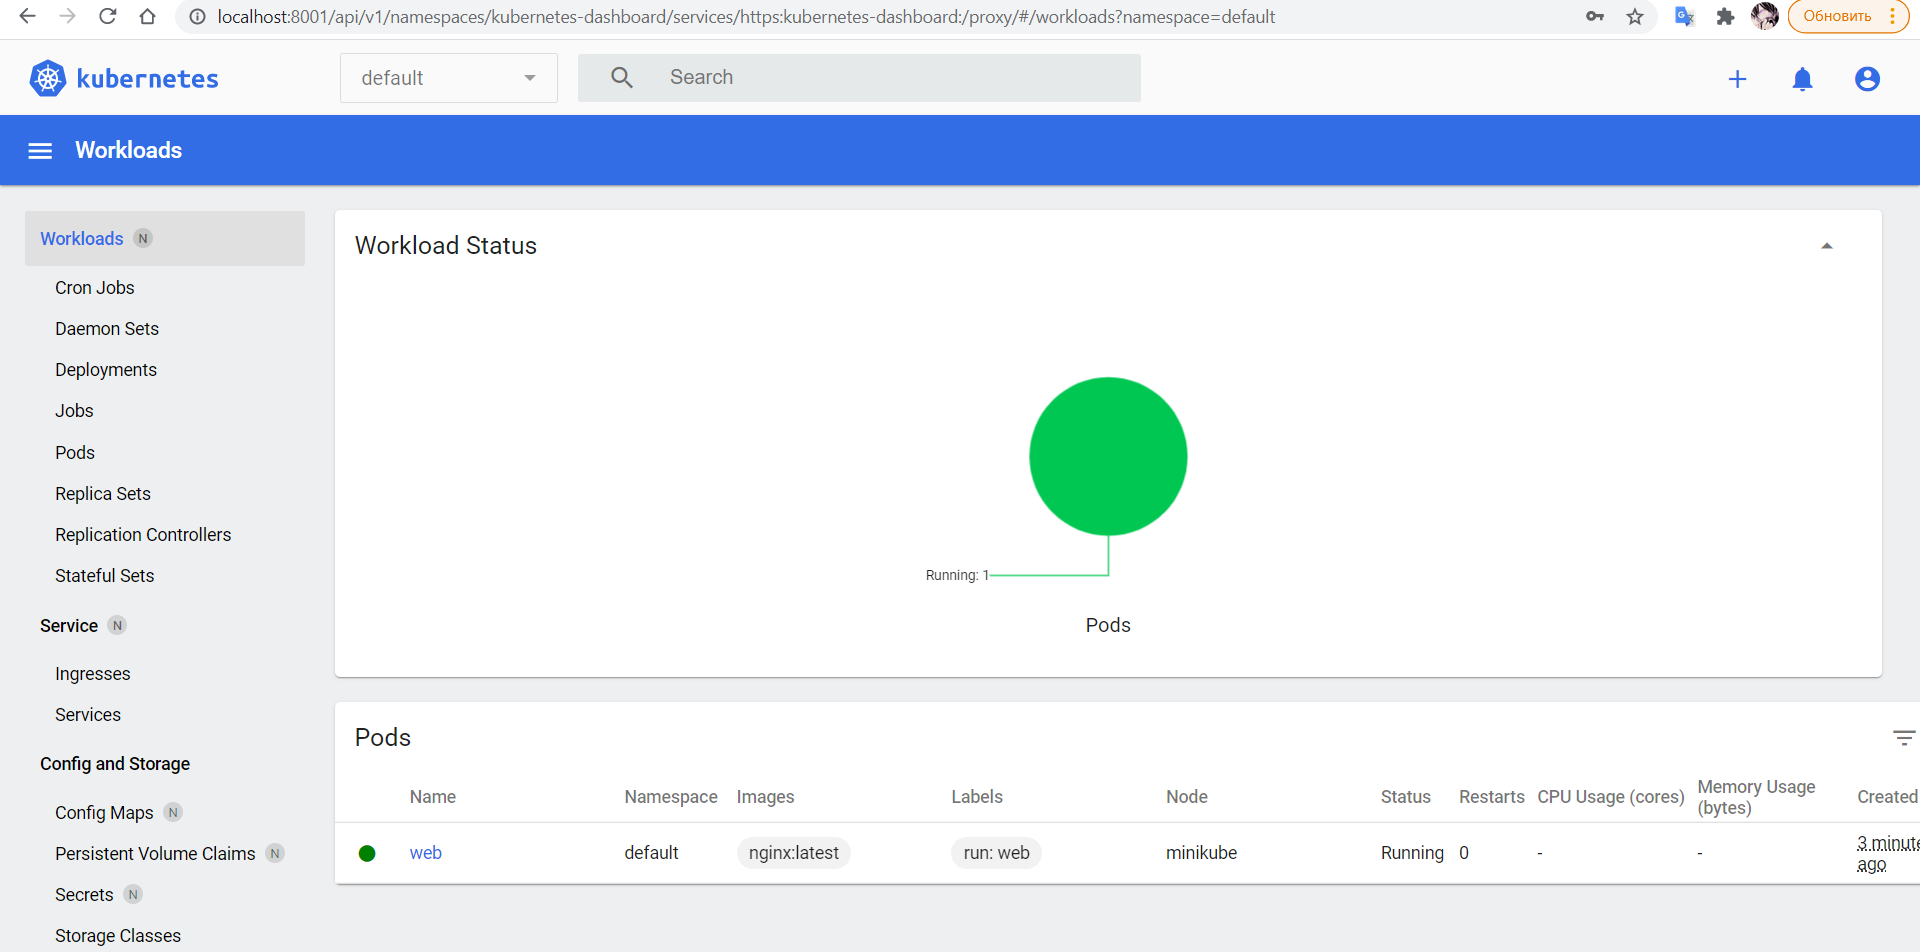 localhost:8001/api/v1/namespaces/kubernetes-dashboard/services/https:kubernetes-dashboard:/proxy/#/workloads?namespace=default
Обновить
kubernetes
default
Search
Workloads
Workloads N
Cron Jobs
Daemon Sets
Deployments
Jobs
Pods
Replica Sets
Replication Controllers
Stateful Sets
Service N
Ingresses
Services
Config and Storage
Config Maps N
Persistent Volume Claims N
Secrets N
Storage Classes
Workload Status
Running: 1
Pods
Pods
Name Namespace Images Labels Node Status Restarts CPU Usage (cores) Memory Usage (bytes) Created
web default nginx:latest run: web minikube Running 0 - - 3 minute
ago